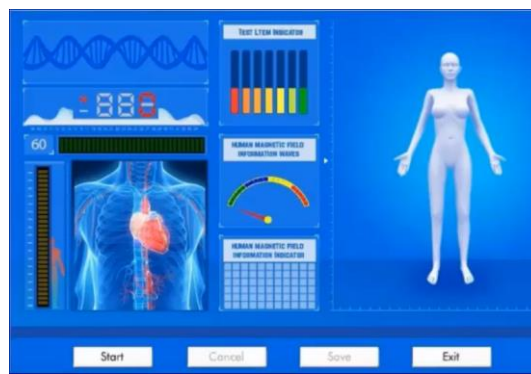 TEST LTEM INDICATOR
60
HUMAN MAGNETIC FIELD
INFORMATION WAVES
HUMAN MAGNETIC FIELD
INFORMATION INDICATOR
Start
Cancel
Save
Exit